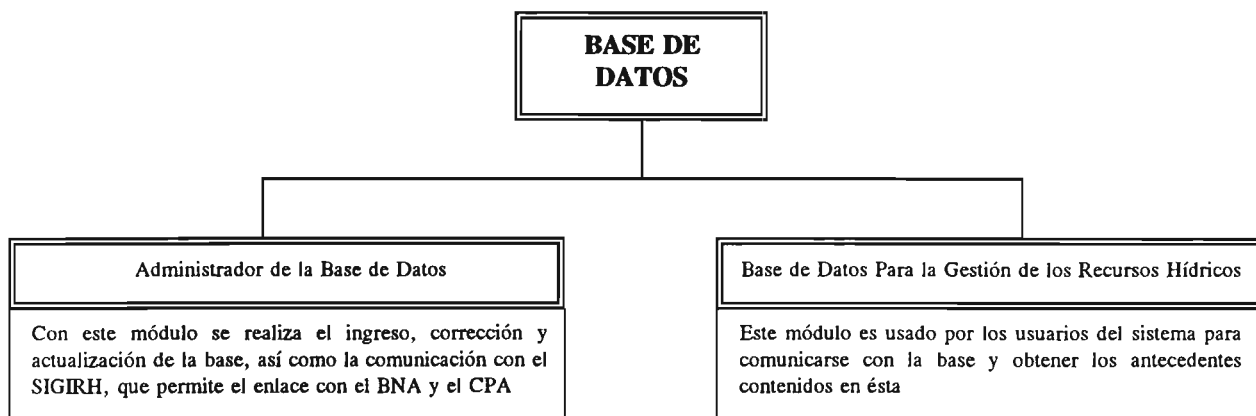 BASE DE
DATOS
Administrador de la Base de Datos
Con este módulo se realiza el ingreso, corrección y
actualización de la base, así como la comunicación con el
SIGIRH, que permite el enlace con el BNA y el CPA
Base de Datos Para la Gestión de los Recursos Hídricos
Este módulo es usado por los usuarios del sistema para
comunicarse con la base y obtener los antecedentes
contenidos en ésta